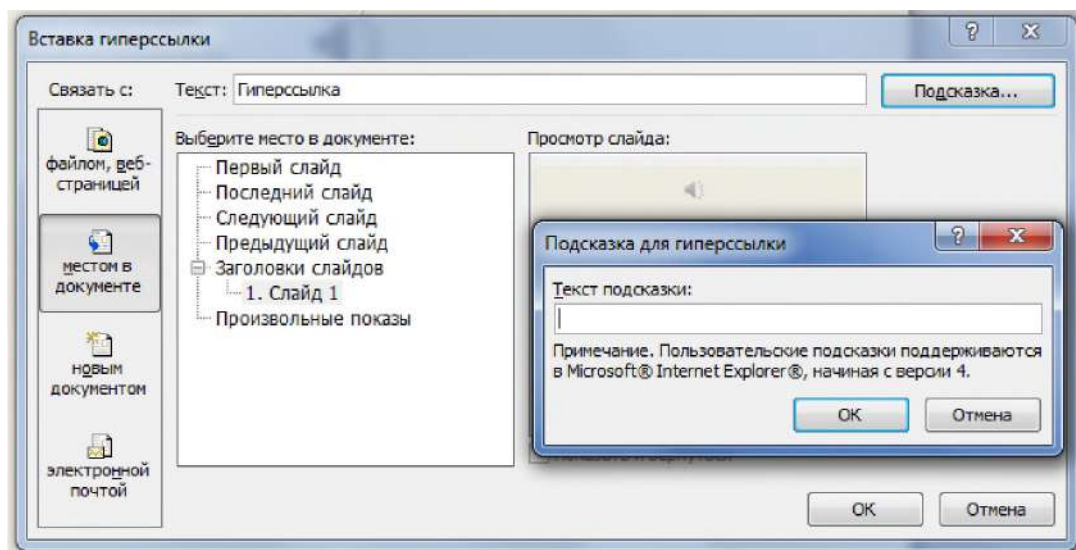 Вставка гиперссылки
Связать с:
Текст: Гиперссылка
Подсказка...
файлом, веб-
страницей
местом в
документе
новым
документом
электронной
почтой
Выберите место в документе:
Первый слайд
Последний слайд
Следующий слайд
Предыдущий слайд
Заголовки слайдов
1. Слайд 1
Произвольные показы
Просмотр слайда:
Подсказка для гиперссылки
Текст подсказки:
Примечание. Пользовательские подсказки поддерживаются
в Microsoft® Internet Explorer®, начиная с версии 4.
ОК
Отмена
ОК
Отмена